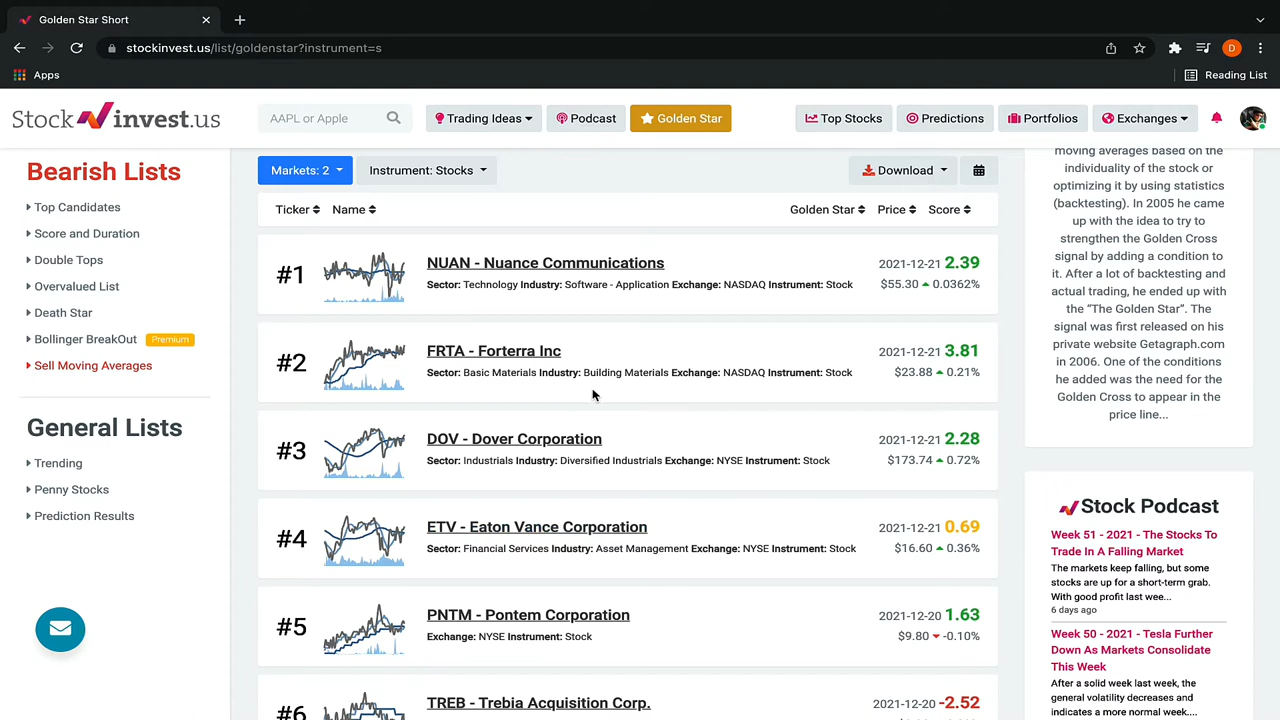 Golden Star Short
stockinvest.us/list/goldenstar?instrument=s
D
Apps
Reading List
Stock invest.us
AAPL or Apple
Trading Ideas
Podcast
Golden Star
Top Stocks
Predictions
Portfolios
Exchanges
Bearish Lists
Top Candidates
Score and Duration
Double Tops
Overvalued List
Death Star
Bollinger BreakOut Premium
Sell Moving Averages
General Lists
Trending
Penny Stocks
Prediction Results
Markets: 2
Instrument: Stocks
Download
Ticker Name Golden Star Price Score
#1
NUAN - Nuance Communications
2021-12-21 2.39
Sector: Technology Industry: Software - Application Exchange: NASDAQ Instrument: Stock
$55.30 0.0362%
#2
FRTA - Forterra Inc
2021-12-21 3.81
Sector: Basic Materials Industry: Building Materials Exchange: NASDAQ Instrument: Stock
$23.88 0.21%
#3
DOV - Dover Corporation
2021-12-21 2.28
Sector: Industrials Industry: Diversified Industrials Exchange: NYSE Instrument: Stock
$173.74 0.72%
#4
ETV - Eaton Vance Corporation
2021-12-21 0.69
Sector: Financial Services Industry: Asset Management Exchange: NYSE Instrument: Stock
$16.60 0.36%
#5
PNTM - Pontem Corporation
2021-12-20 1.63
Exchange: NYSE Instrument: Stock
$9.80 -0.10%
#6
TREB - Trebia Acquisition Corp.
2021-12-20 -2.52
moving averages based on the
individuality of the stock or
optimizing it by using statistics
(backtesting). In 2005 he came
up with the idea to try to
strengthen the Golden Cross
signal by adding a condition to
it. After a lot of backtesting and
actual trading, he ended up with
the “The Golden Star”. The
signal was first released on his
private website Getagraph.com
in 2006. One of the conditions
he added was the need for the
Golden Cross to appear in the
price line...
Stock Podcast
Week 51 - 2021 - The Stocks To
Trade In A Falling Market
The markets keep falling, but some
stocks are up for a short-term grab.
With good profit last wee...
6 days ago
Week 50 - 2021 - Tesla Further
Down As Markets Consolidate
This Week
After a solid week last week, the
general volatility decreases and
indicates a more normal week....